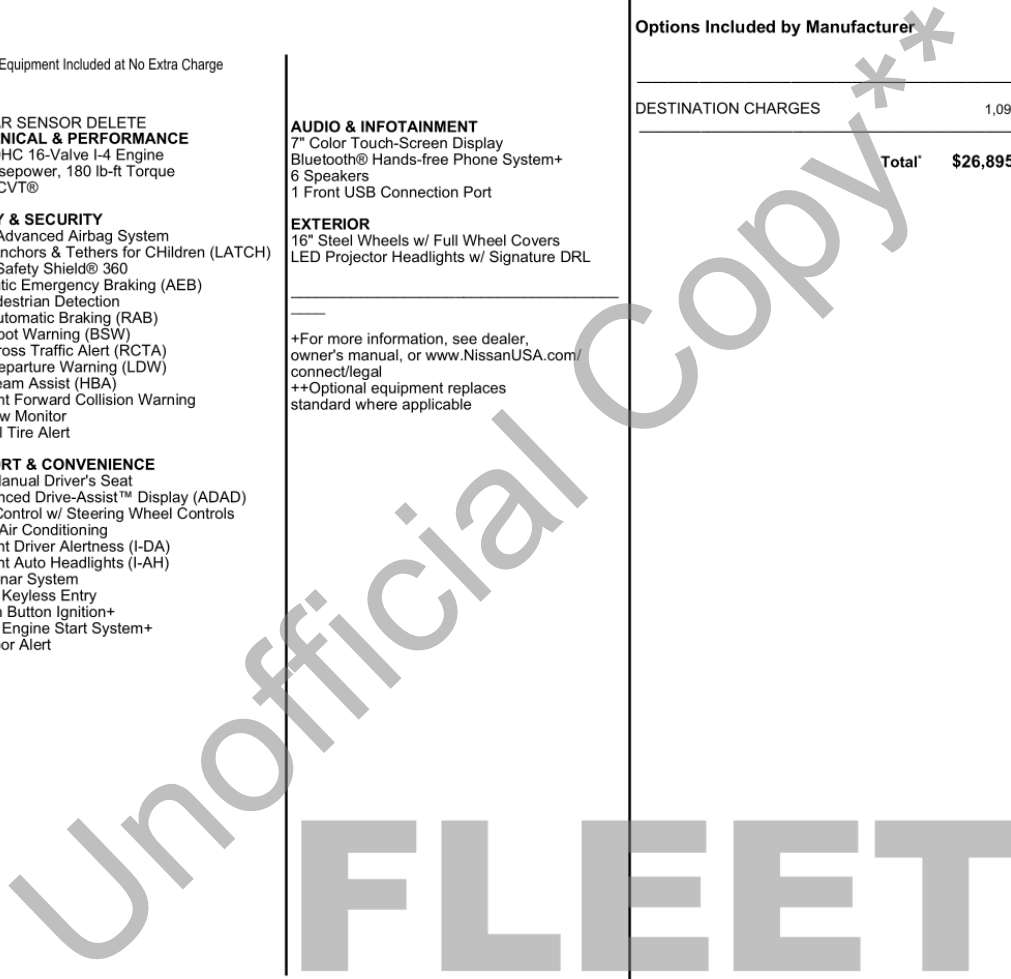 Equipment Included at No Extra Charge
R SENSOR DELETE
NICAL & PERFORMANCE
HC 16-Valve I-4 Engine
sepower, 180 lb-ft Torque
CVT®
Y & SECURITY
Advanced Airbag System
nchors & Tethers for CHildren (LATCH)
Safety Shield® 360
tic Emergency Braking (AEB)
destrian Detection
utomatic Braking (RAB)
pot Warning (BSW)
ross Traffic Alert (RCTA)
eparture Warning (LDW)
eam Assist (HBA)
nt Forward Collision Warning
w Monitor
l Tire Alert
RT & CONVENIENCE
anual Driver's Seat
nced Drive-Assist™ Display (ADAD)
Control w/ Steering Wheel Controls
Air Conditioning
nt Driver Alertness (I-DA)
nt Auto Headlights (I-AH)
nar System
Keyless Entry
n Button Ignition+
Engine Start System+
or Alert
AUDIO & INFOTAINMENT
7" Color Touch-Screen Display
Bluetooth® Hands-free Phone System+
6 Speakers
1 Front USB Connection Port
EXTERIOR
16" Steel Wheels w/ Full Wheel Covers
LED Projector Headlights w/ Signature DRL
+For more information, see dealer,
owner's manual, or www.NissanUSA.com/
connect/legal
++Optional equipment replaces
standard where applicable
Options Included by Manufacturer
DESTINATION CHARGES 1,09
Total* $26,895
Unofficial Copy**
FLEET